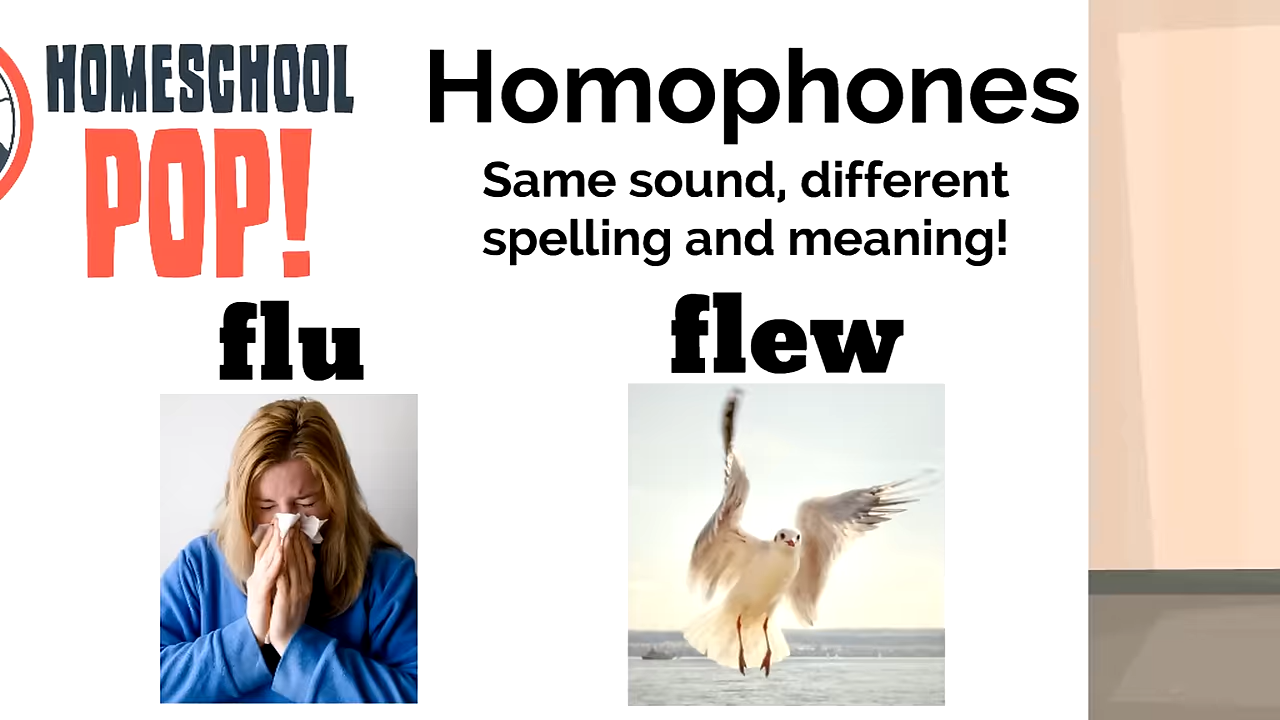 HOMESCHOOL
POP!
Homophones
Same sound, different
spelling and meaning!
flu
flew